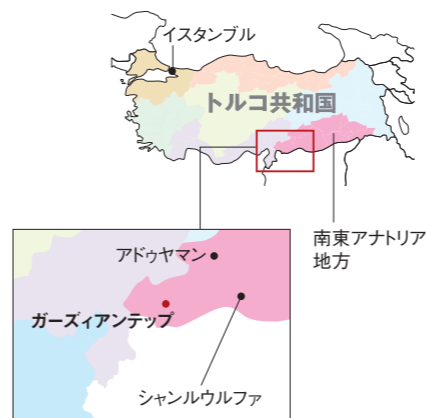 イスタンブル
トルコ共和国
南東アナトリア
地方
アドゥヤマン
ガーズィアンテップ
シャンルウルファ